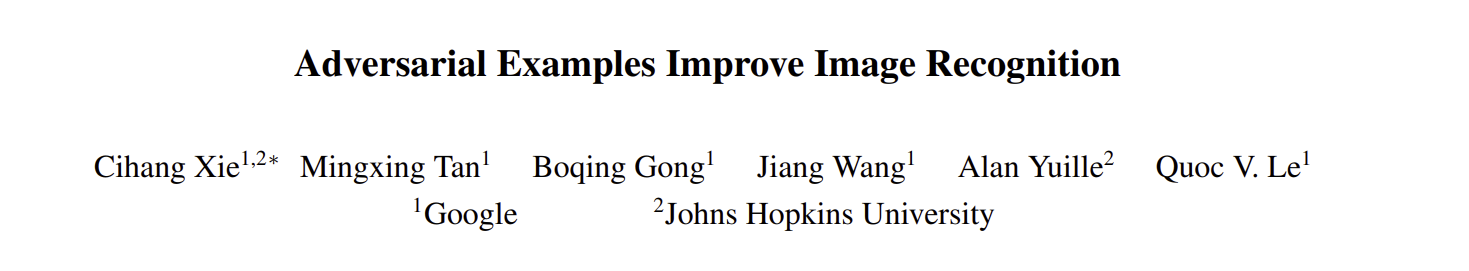 Adversarial Examples Improve Image Recognition
Cihang Xie¹,²* Mingxing Tan¹ Boqing Gong¹ Jiang Wang¹ Alan Yuille² Quoc V. Le¹
¹Google ²Johns Hopkins University